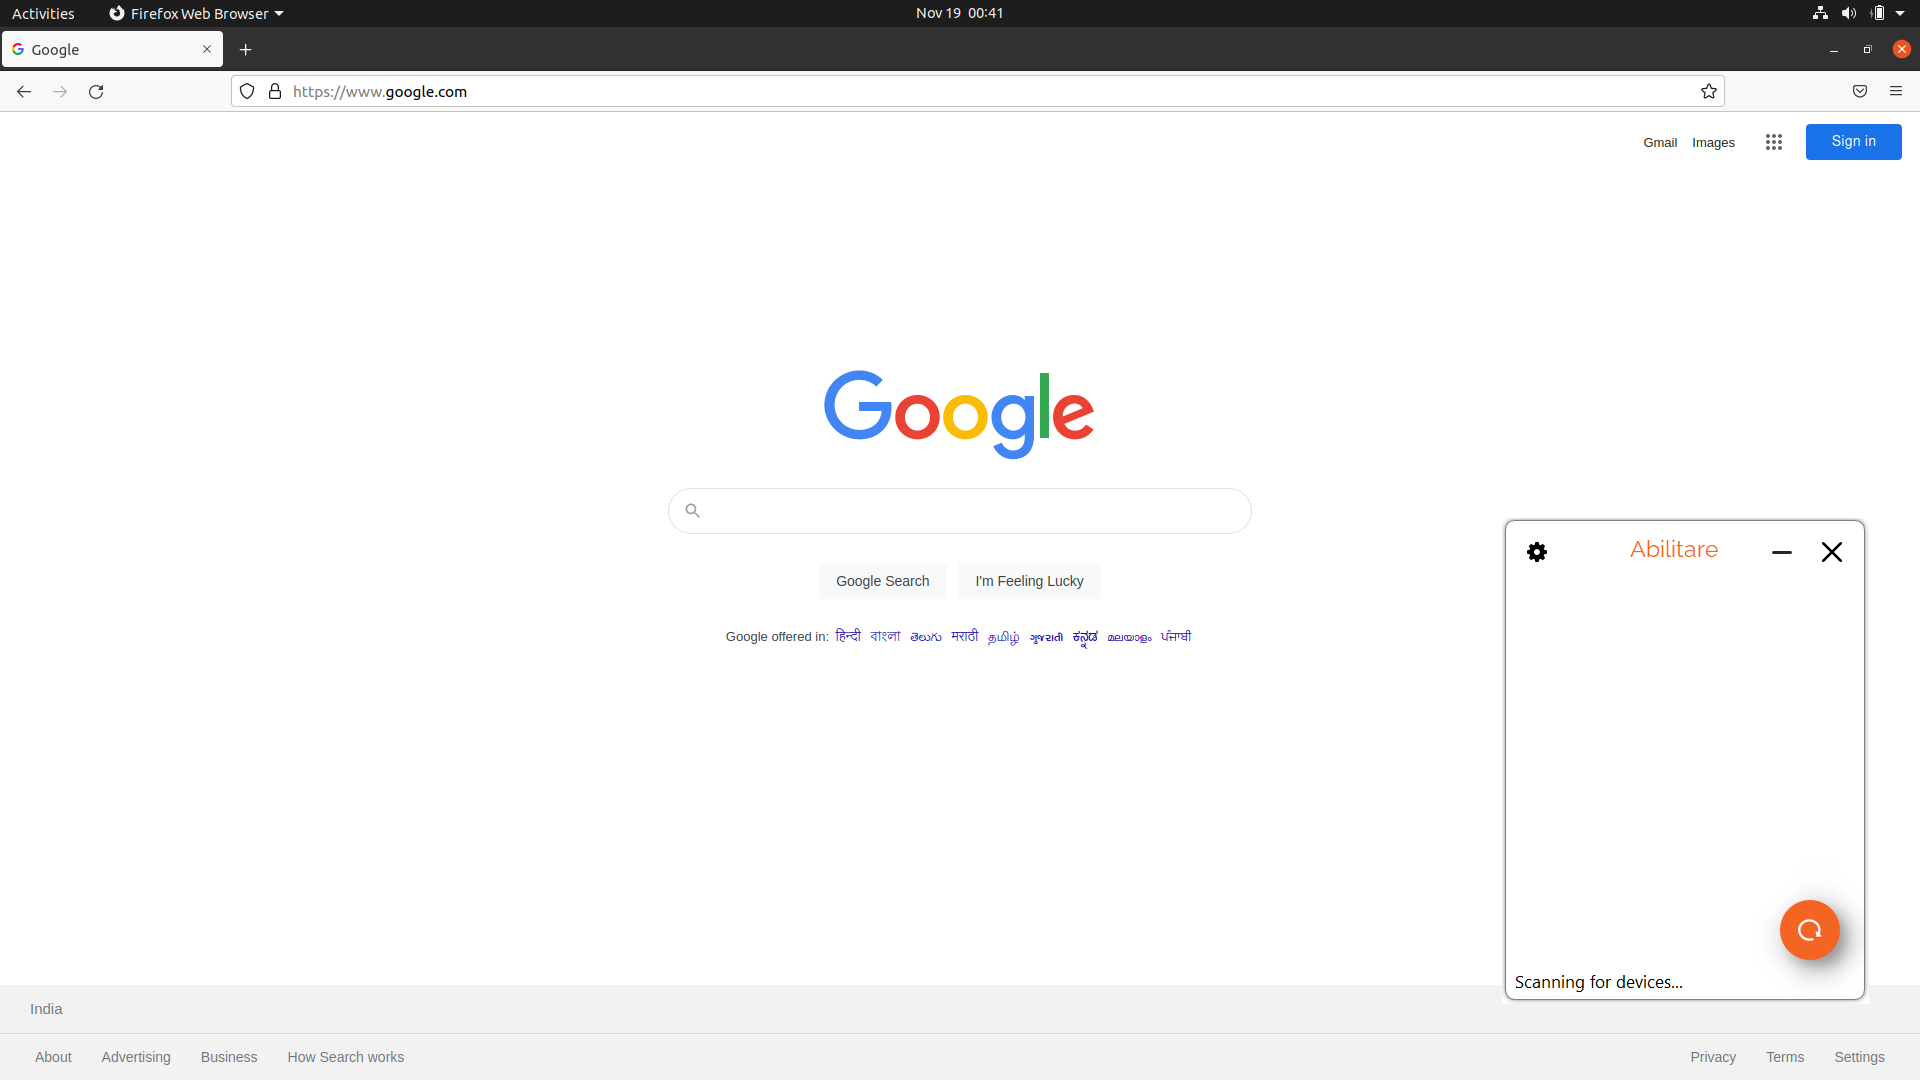 Activities Firefox Web Browser Nov 19 00:41
Google
https://www.google.com
Gmail Images Sign in
Google
Google Search I'm Feeling Lucky
Google offered in: हिन्दी বাংলা తెలుగు मराठी தமிழ் ગુજરાતી ಕನ್ನಡ മലയാളം ਪੰਜਾਬੀ
Abilitare
Scanning for devices...
India
About Advertising Business How Search works Privacy Terms Settings